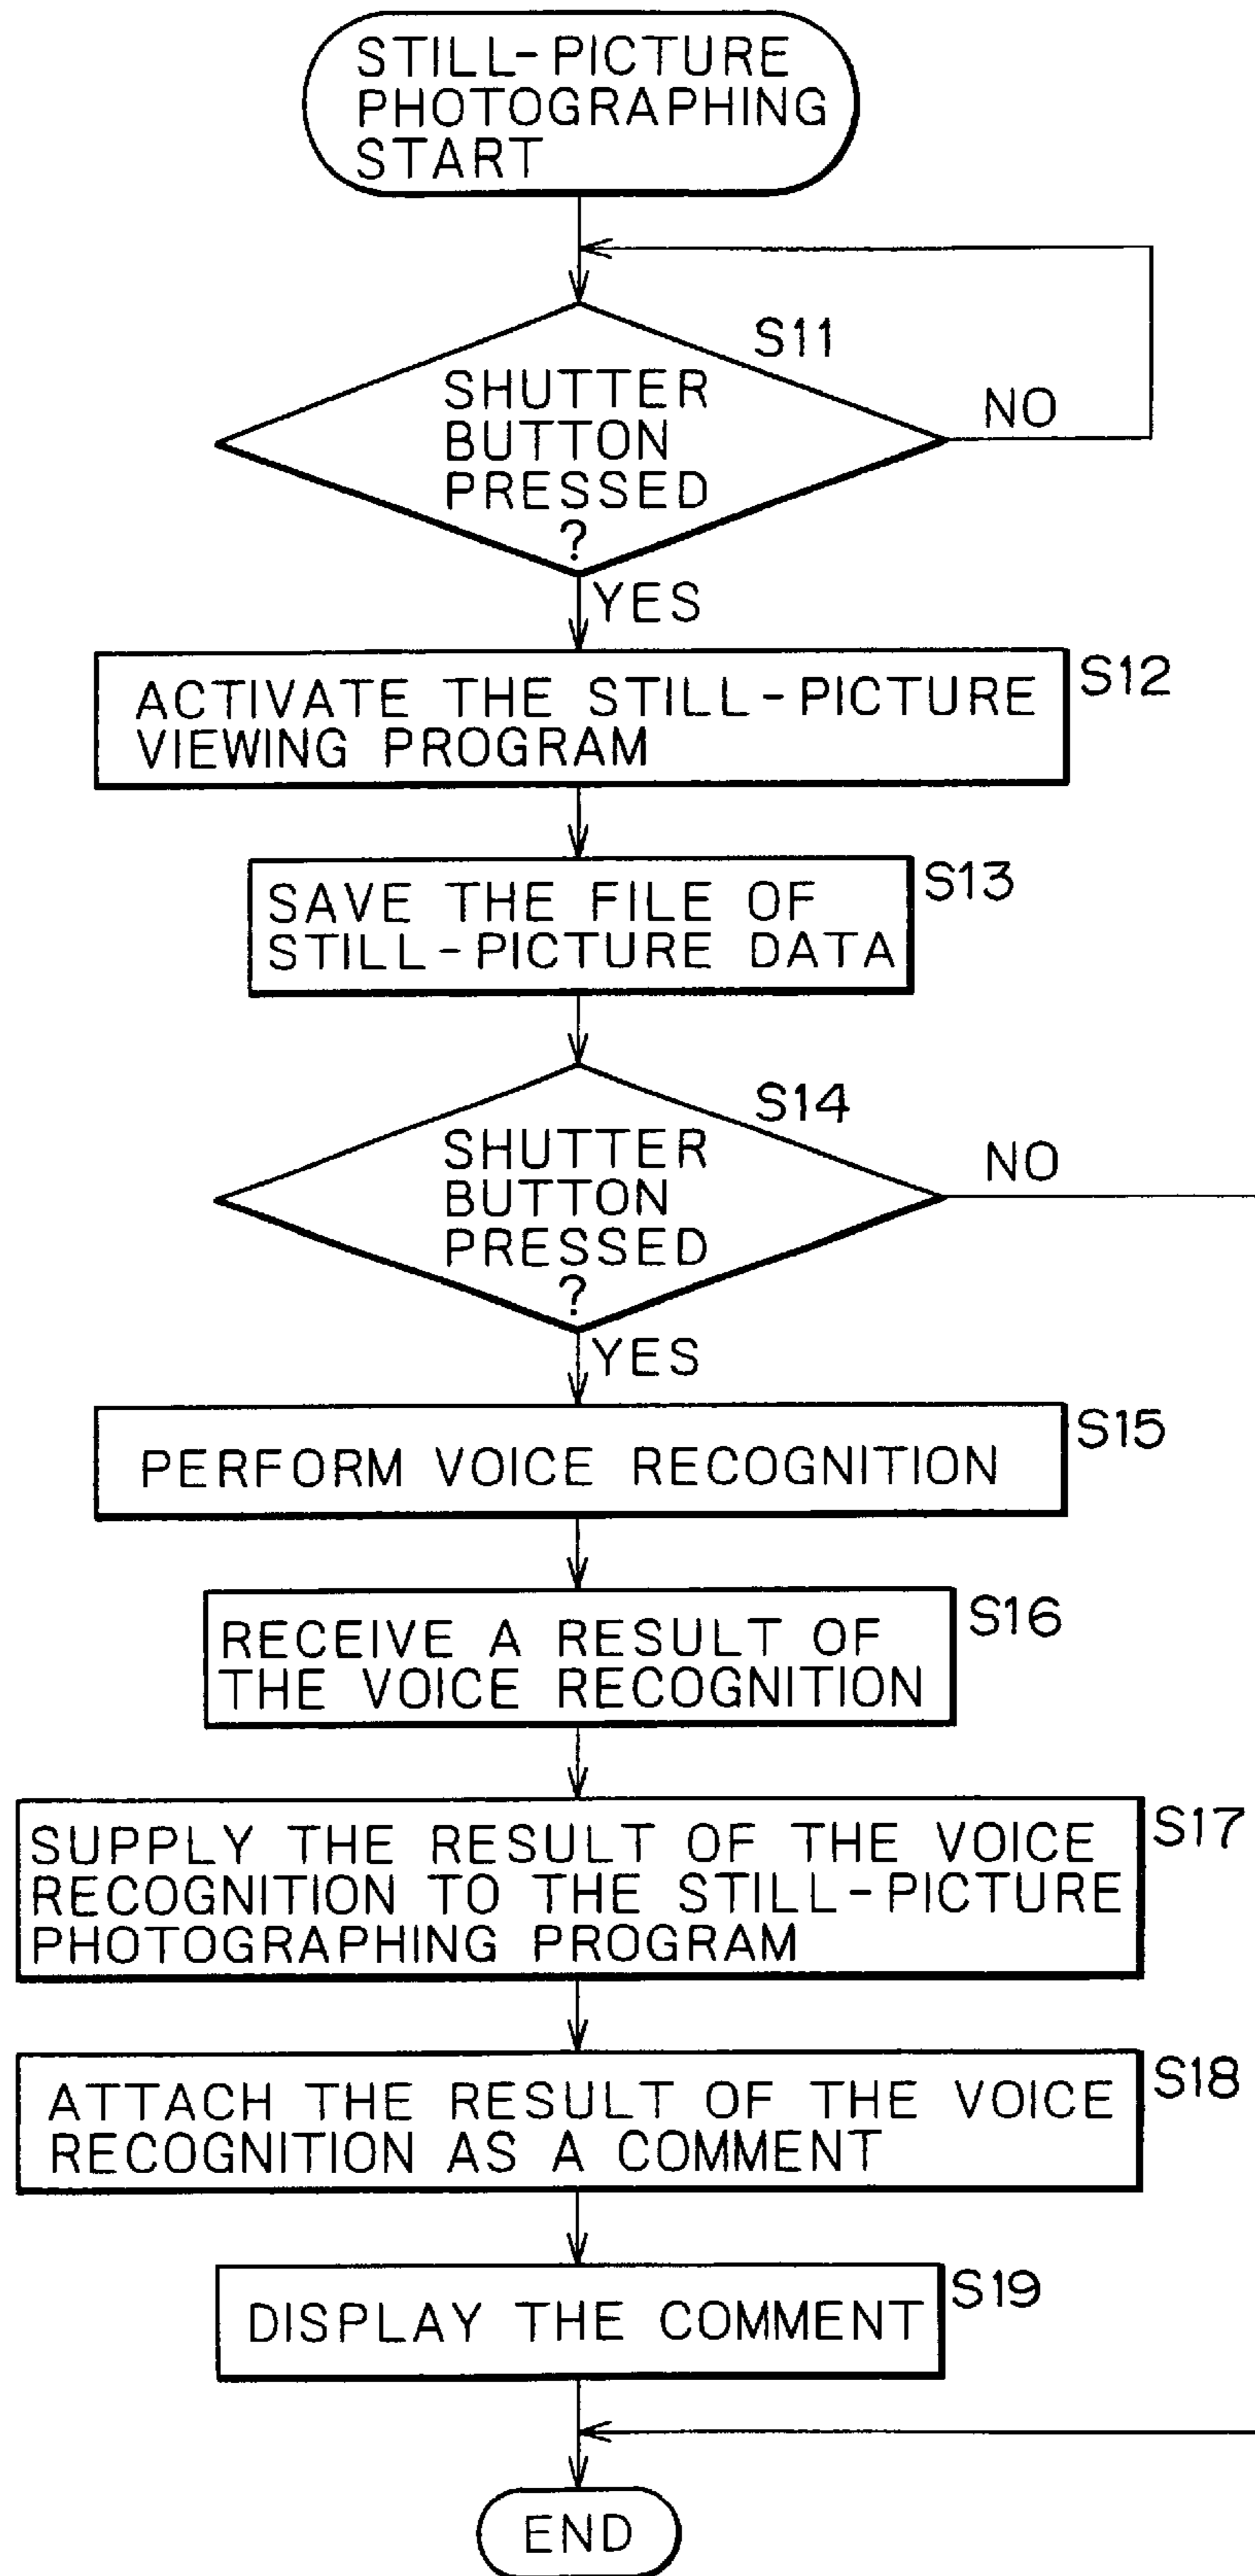 STILL-PICTURE
PHOTOGRAPHING
START
S11
SHUTTER
BUTTON
PRESSED
?
NO
YES
S12
ACTIVATE THE STILL-PICTURE
VIEWING PROGRAM
S13
SAVE THE FILE OF
STILL-PICTURE DATA
S14
SHUTTER
BUTTON
PRESSED
?
NO
YES
S15
PERFORM VOICE RECOGNITION
S16
RECEIVE A RESULT OF
THE VOICE RECOGNITION
S17
SUPPLY THE RESULT OF THE VOICE
RECOGNITION TO THE STILL-PICTURE
PHOTOGRAPHING PROGRAM
S18
ATTACH THE RESULT OF THE VOICE
RECOGNITION AS A COMMENT
S19
DISPLAY THE COMMENT
END